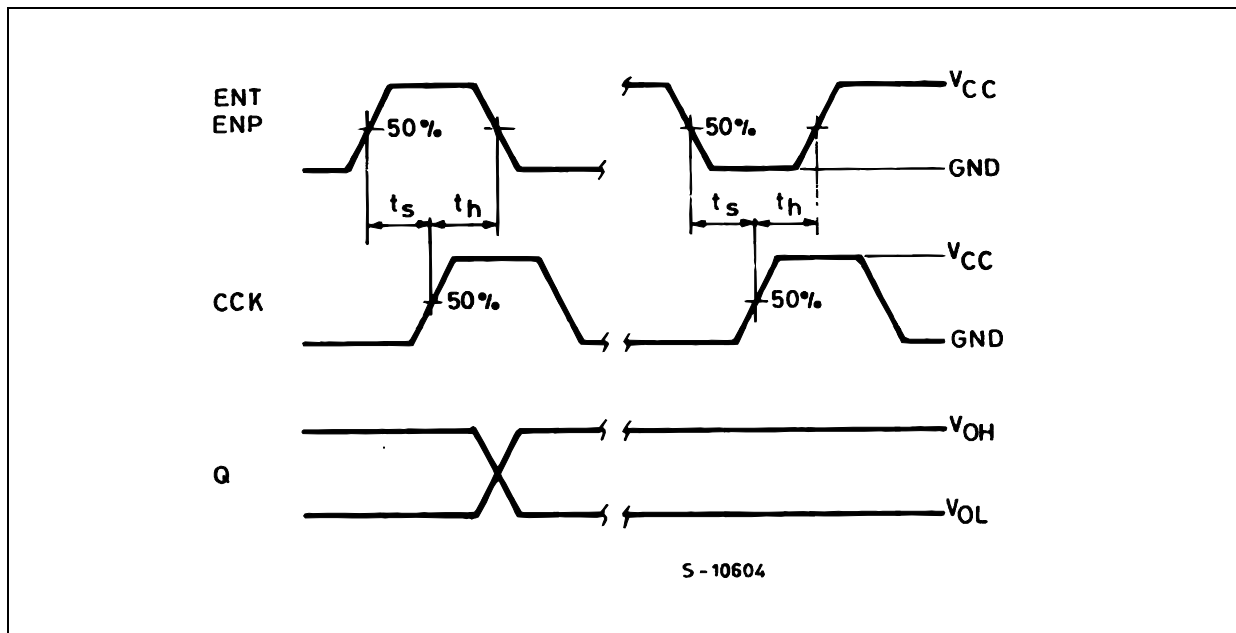 ENT
ENP
50%
50%
VCC
GND
ts
th
ts
th
CCK
50%
50%
VCC
GND
Q
VOH
VOL
S-10604